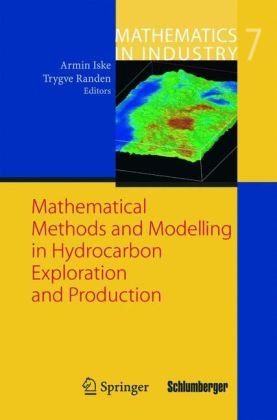 MATHEMATICS
IN INDUSTRY 7
Armin Iske
Trygve Randen
Editors
Mathematical
Methods and Modelling
in Hydrocarbon
Exploration
and Production
Springer
Schlumberger